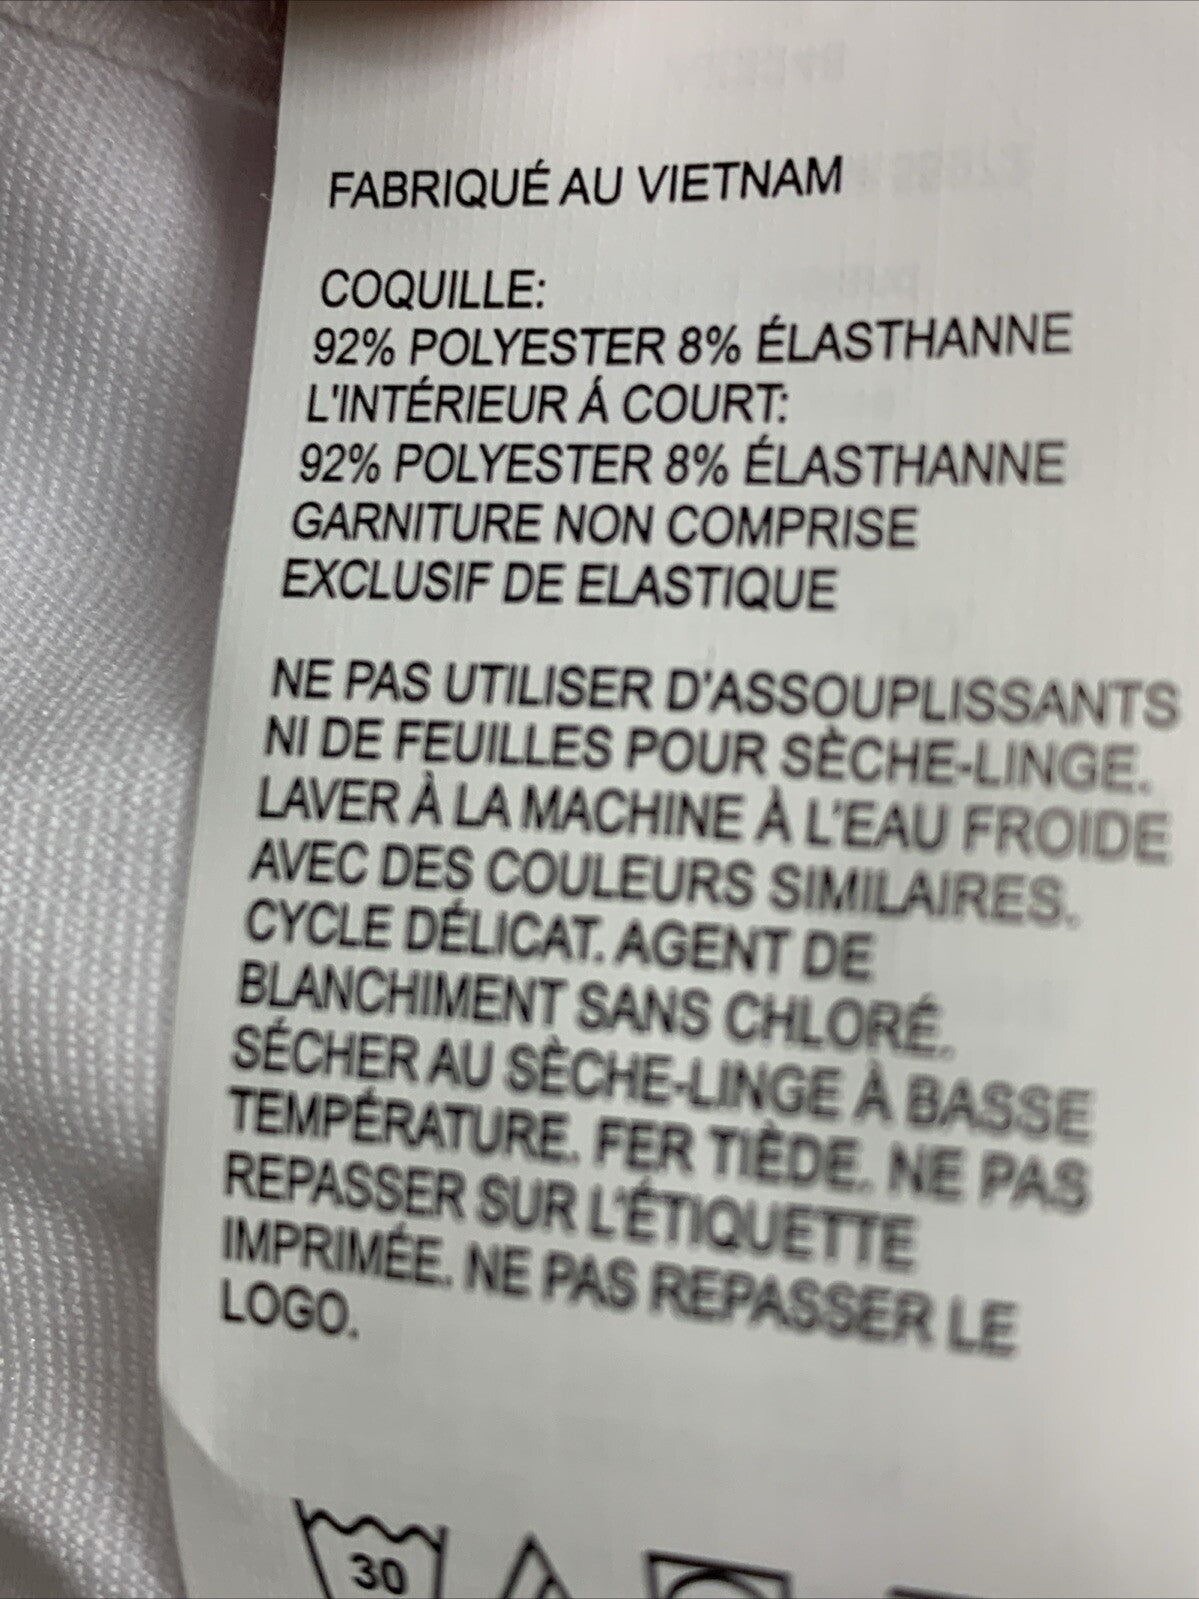 FABRIQUÉ AU VIETNAM
COQUILLE:
92% POLYESTER 8% ÉLASTHANNE
L'INTÉRIEUR Á COURT:
92% POLYESTER 8% ÉLASTHANNE
GARNITURE NON COMPRISE
EXCLUSIF DE ELASTIQUE
NE PAS UTILISER D'ASSOUPLISSANTS
NI DE FEUILLES POUR SÈCHE-LINGE.
LAVER À LA MACHINE À L'EAU FROIDE
AVEC DES COULEURS SIMILAIRES.
CYCLE DÉLICAT. AGENT DE
BLANCHIMENT SANS CHLORÉ.
SÉCHER AU SÈCHE-LINGE À BASSE
TEMPÉRATURE. FER TIÈDE. NE PAS
REPASSER SUR L'ÉTIQUETTE
IMPRIMÉE. NE PAS REPASSER LE
LOGO.
30